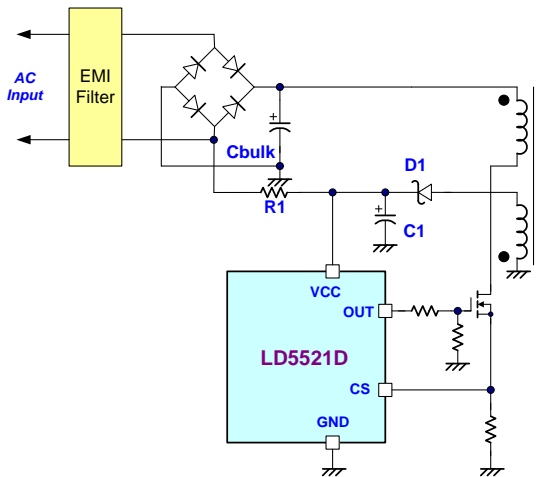 AC
Input
EMI
Filter
Cbulk
R1
D1
C1
VCC
OUT
LD5521D
CS
GND